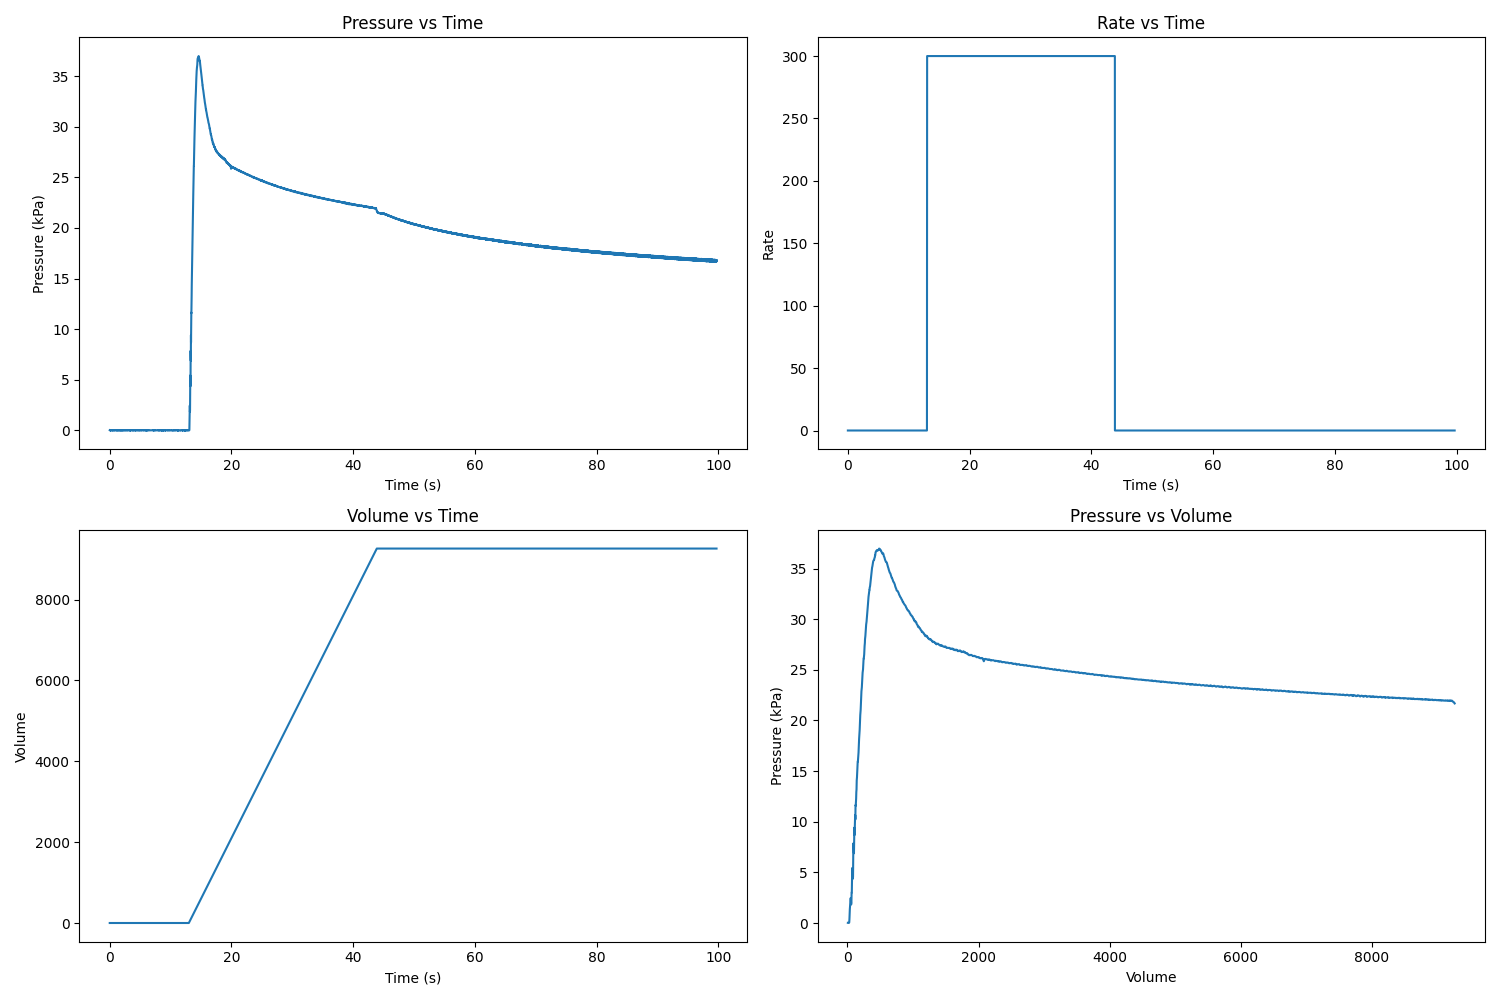 Pressure vs Time
Pressure (kPa)
35
30
25
20
15
10
5
0
0 20 40 60 80 100
Time (s)
Rate vs Time
Rate
300
250
200
150
100
50
0
0 20 40 60 80 100
Time (s)
Volume vs Time
Volume
8000
6000
4000
2000
0
0 20 40 60 80 100
Time (s)
Pressure vs Volume
Pressure (kPa)
35
30
25
20
15
10
5
0
0 2000 4000 6000 8000
Volume